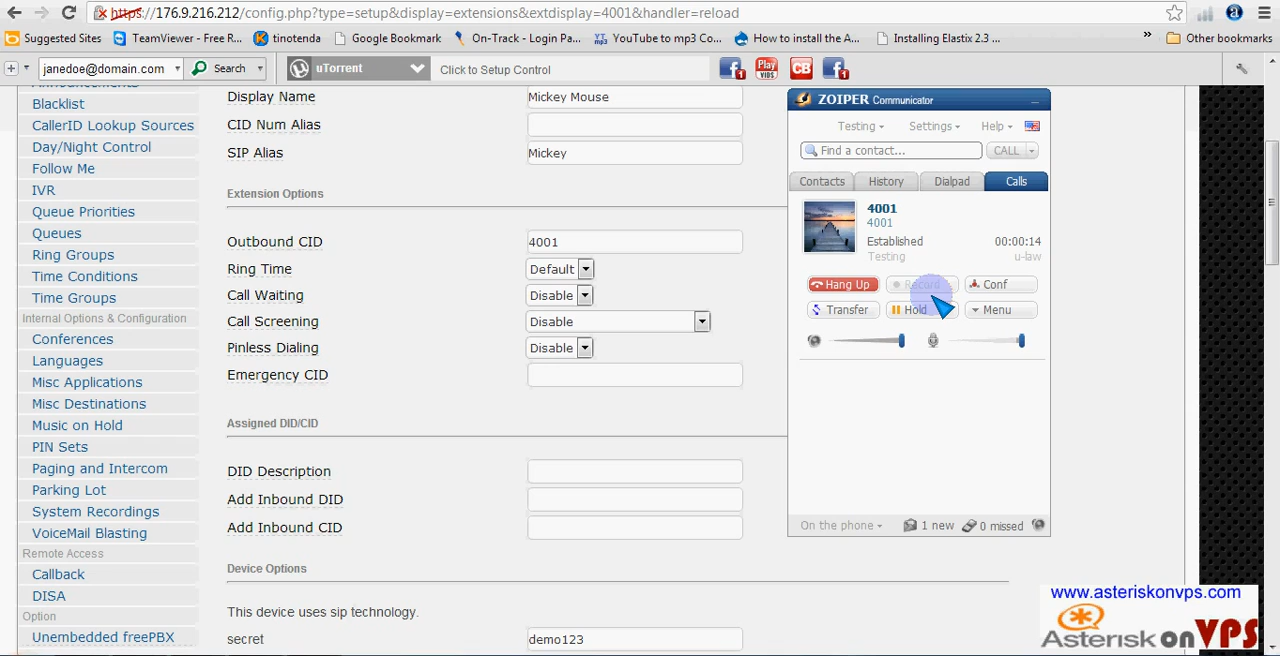 https://176.9.216.212/config.php?type=setup&display=extensions&extdisplay=4001&handler=reload
Suggested Sites
TeamViewer - Free R...
tinotenda
Google Bookmark
On-Track - Login Pa...
YouTube to mp3 Co...
How to install the A...
Installing Elastix 2.3 ...
»
Other bookmarks
janedoe@domain.com
Search
uTorrent
Click to Setup Control
Announcements
Blacklist
CallerID Lookup Sources
Day/Night Control
Follow Me
IVR
Queue Priorities
Queues
Ring Groups
Time Conditions
Time Groups
Internal Options & Configuration
Conferences
Languages
Misc Applications
Misc Destinations
Music on Hold
PIN Sets
Paging and Intercom
Parking Lot
System Recordings
VoiceMail Blasting
Remote Access
Callback
DISA
Option
Unembedded freePBX
Display Name Mickey Mouse
CID Num Alias
SIP Alias Mickey
Extension Options
Outbound CID 4001
Ring Time Default
Call Waiting Disable
Call Screening Disable
Pinless Dialing Disable
Emergency CID
Assigned DID/CID
DID Description
Add Inbound DID
Add Inbound CID
Device Options
This device uses sip technology.
secret demo123
ZOIPER Communicator
Testing Settings Help
Find a contact... CALL
Contacts History Dialpad Calls
4001
4001
Established 00:00:14
Testing u-law
Hang Up Record Conf
Transfer Hold Menu
On the phone 1 new 0 missed
www.asteriskonvps.com
Asterisk on VPS